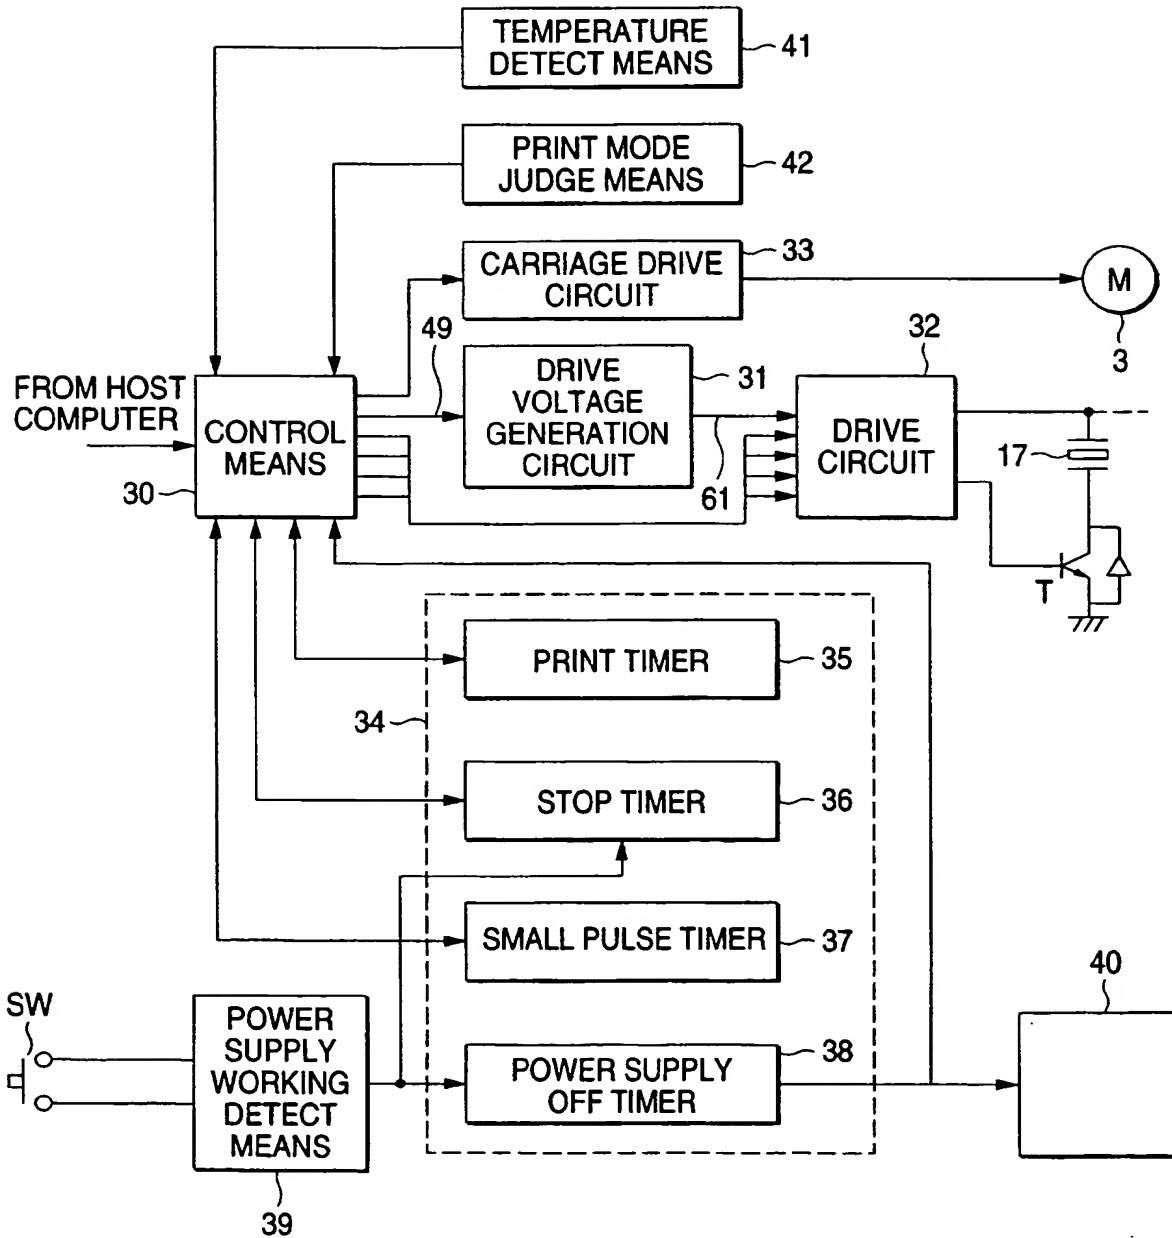 TEMPERATURE
DETECT MEANS
41
PRINT MODE
JUDGE MEANS
42
CARRIAGE DRIVE
CIRCUIT
33
M
3
FROM HOST
COMPUTER
CONTROL
MEANS
30
49
DRIVE
VOLTAGE
GENERATION
CIRCUIT
31
61
32
DRIVE
CIRCUIT
17
T
34
PRINT TIMER
35
STOP TIMER
36
SMALL PULSE TIMER
37
SW
POWER
SUPPLY
WORKING
DETECT
MEANS
39
POWER SUPPLY
OFF TIMER
38
40